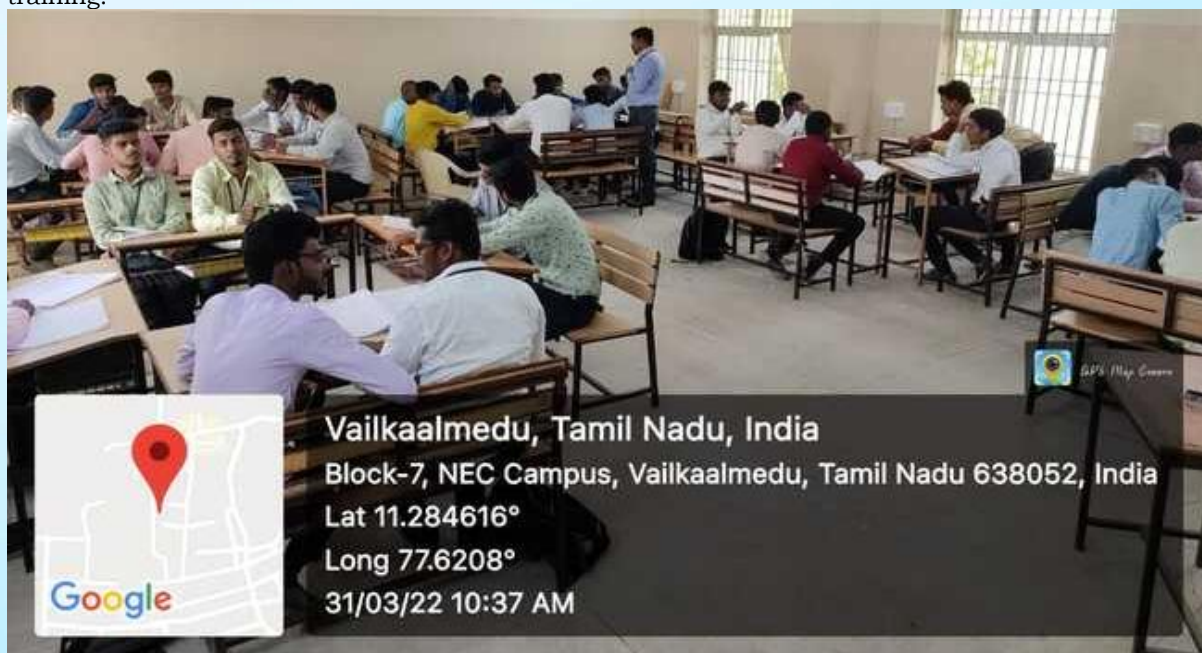 training.
GPS Map Camera
Vailkaalmedu, Tamil Nadu, India
Block-7, NEC Campus, Vailkaalmedu, Tamil Nadu 638052, India
Lat 11.284616°
Long 77.6208°
31/03/22 10:37 AM
Google